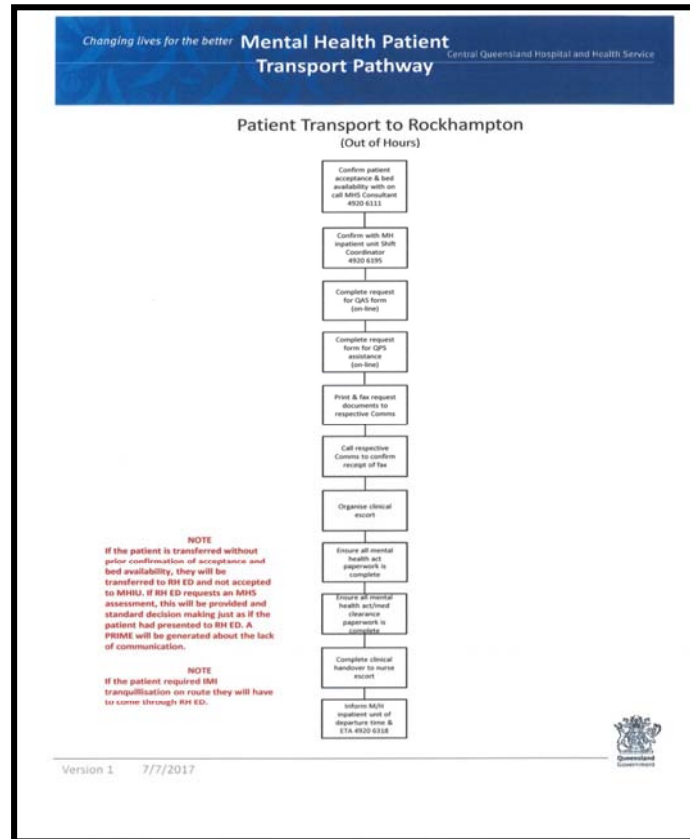 Changing lives for the better Mental Health Patient
Transport Pathway
Central Queensland Hospital and Health Service
Patient Transport to Rockhampton
(Out of Hours)
Confirm patient
acceptance & bed
availability with on
call MHS Consultant
4920 6111
Confirm with MH
inpatient unit Shift
Coordinator
4920 6195
Complete request
for QAS form
(on-line)
Complete request
form for QPS
assistance
(on-line)
Print & fax request
documents to
respective Comms
Call respective
Comms to confirm
receipt of fax
Organise clinical
escort
Ensure all mental
health act
paperwork is
complete
Ensure all mental
health act/med
clearance
paperwork is
complete
Complete clinical
handover to nurse
escort
Inform M/H
inpatient unit of
departure time &
ETA 4920 6318
NOTE
If the patient is transferred without
prior confirmation of acceptance and
bed availability, they will be
transferred to RH ED and not accepted
to MHIU. If RH ED requests an MHS
assessment, this will be provided and
standard decision making just as if the
patient had presented to RH ED. A
PRIME will be generated about the lack
of communication.
NOTE
If the patient required IMI
tranquillisation on route they will have
to come through RH ED.
Queensland
Government
Version 1 7/7/2017